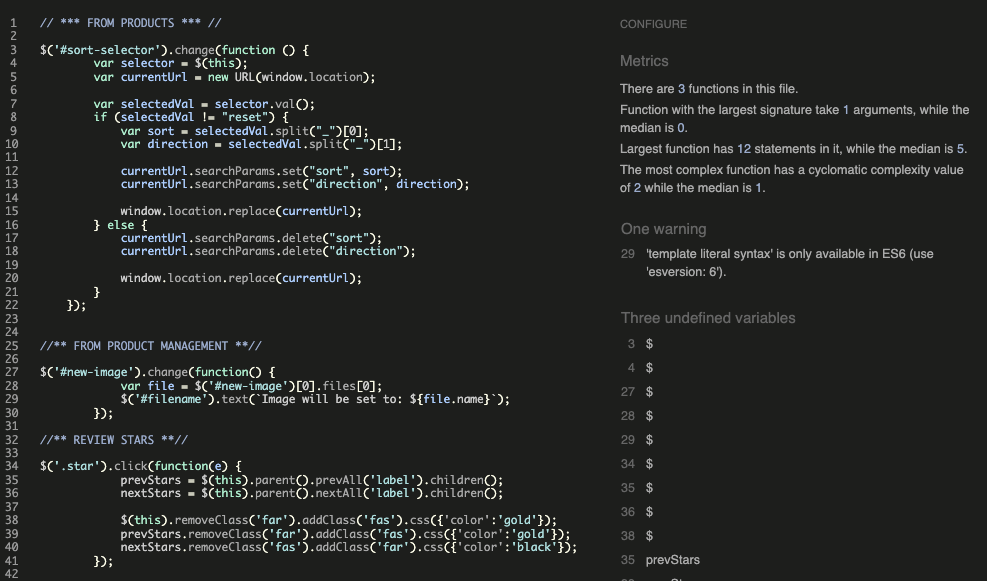 1 // *** FROM PRODUCTS *** //
2
3 $('#sort-selector').change(function () {
4 var selector = $(this);
5 var currentUrl = new URL(window.location);
6
7 var selectedVal = selector.val();
8 if (selectedVal != "reset") {
9 var sort = selectedVal.split("_")[0];
10 var direction = selectedVal.split("_")[1];
11
12 currentUrl.searchParams.set("sort", sort);
13 currentUrl.searchParams.set("direction", direction);
14
15 window.location.replace(currentUrl);
16 } else {
17 currentUrl.searchParams.delete("sort");
18 currentUrl.searchParams.delete("direction");
19
20 window.location.replace(currentUrl);
21 }
22 });
23
24
25 //** FROM PRODUCT MANAGEMENT **//
26
27 $('#new-image').change(function() {
28 var file = $('#new-image')[0].files[0];
29 $('#filename').text(`Image will be set to: ${file.name}`);
30 });
31
32 //** REVIEW STARS **//
33
34 $('.star').click(function(e) {
35 prevStars = $(this).parent().prevAll('label').children();
36 nextStars = $(this).parent().nextAll('label').children();
37
38 $(this).removeClass('far').addClass('fas').css({'color':'gold'});
39 prevStars.removeClass('far').addClass('fas').css({'color':'gold'});
40 nextStars.removeClass('fas').addClass('far').css({'color':'black'});
41 });
42
CONFIGURE
Metrics
There are 3 functions in this file.
Function with the largest signature take 1 arguments, while the
median is 0.
Largest function has 12 statements in it, while the median is 5.
The most complex function has a cyclomatic complexity value
of 2 while the median is 1.
One warning
29 'template literal syntax' is only available in ES6 (use
'esversion: 6').
Three undefined variables
3 $
4 $
27 $
28 $
29 $
34 $
35 $
36 $
38 $
35 prevStars